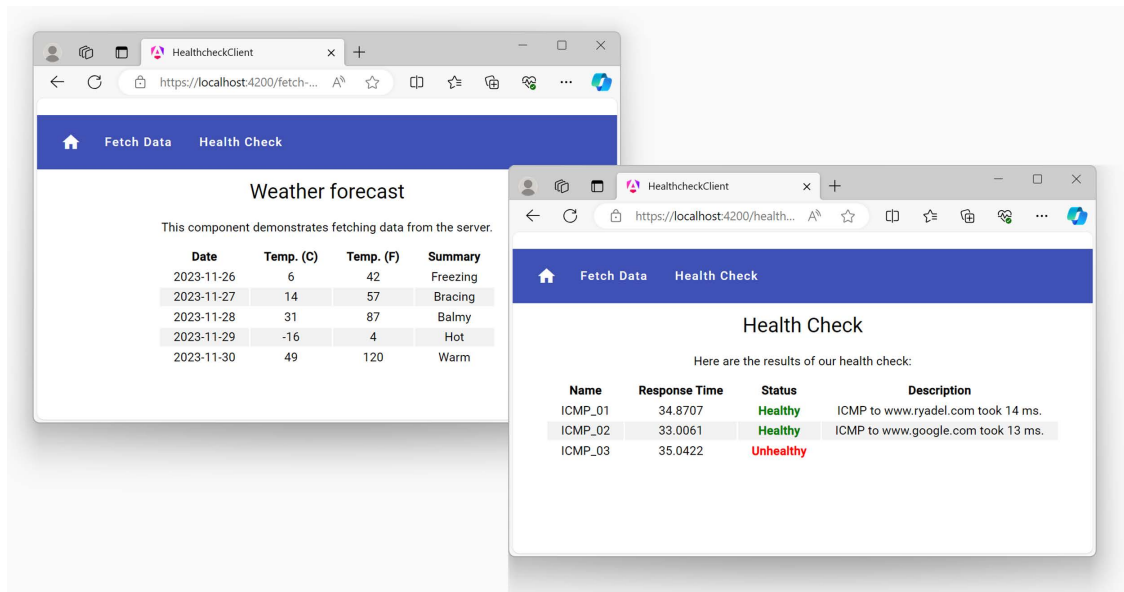 HealthcheckClient
https://localhost:4200/fetch-...
Fetch Data Health Check
Weather forecast
This component demonstrates fetching data from the server.
Date Temp. (C) Temp. (F) Summary
2023-11-26 6 42 Freezing
2023-11-27 14 57 Bracing
2023-11-28 31 87 Balmy
2023-11-29 -16 4 Hot
2023-11-30 49 120 Warm
HealthcheckClient
https://localhost:4200/health...
Fetch Data Health Check
Health Check
Here are the results of our health check:
Name Response Time Status Description
ICMP_01 34.8707 Healthy ICMP to www.ryadel.com took 14 ms.
ICMP_02 33.0061 Healthy ICMP to www.google.com took 13 ms.
ICMP_03 35.0422 Unhealthy